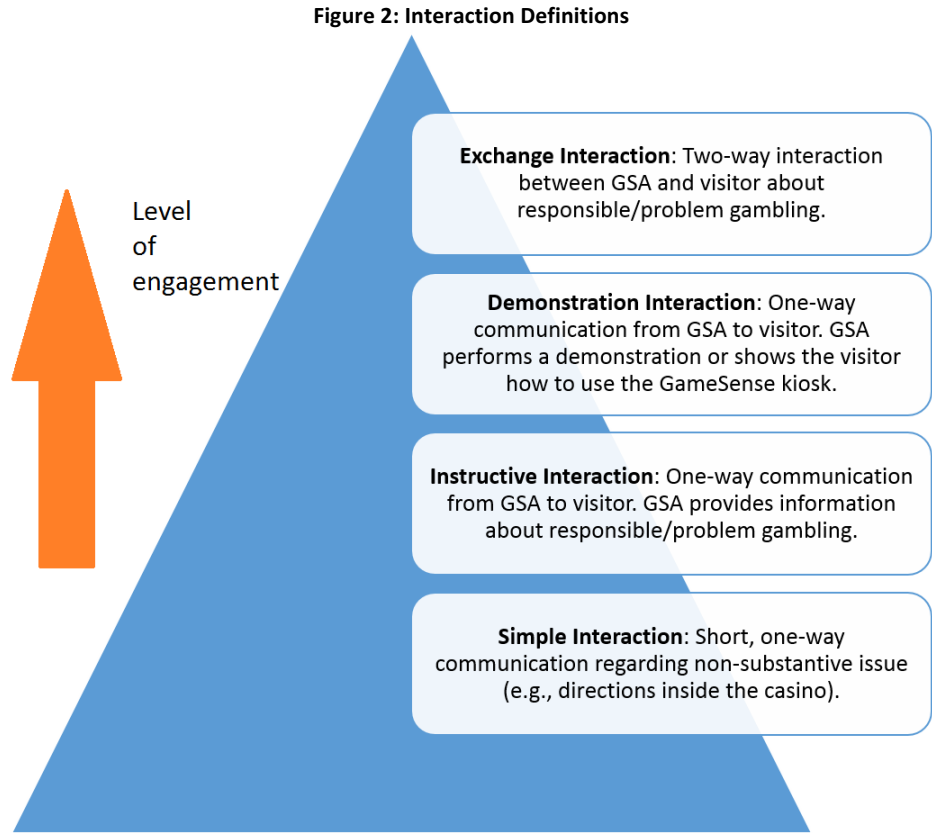 Figure 2: Interaction Definitions
Level
of
engagement
Exchange Interaction: Two-way interaction
between GSA and visitor about
responsible/problem gambling.
Demonstration Interaction: One-way
communication from GSA to visitor. GSA
performs a demonstration or shows the visitor
how to use the GameSense kiosk.
Instructive Interaction: One-way communication
from GSA to visitor. GSA provides information
about responsible/problem gambling.
Simple Interaction: Short, one-way
communication regarding non-substantive issue
(e.g., directions inside the casino).